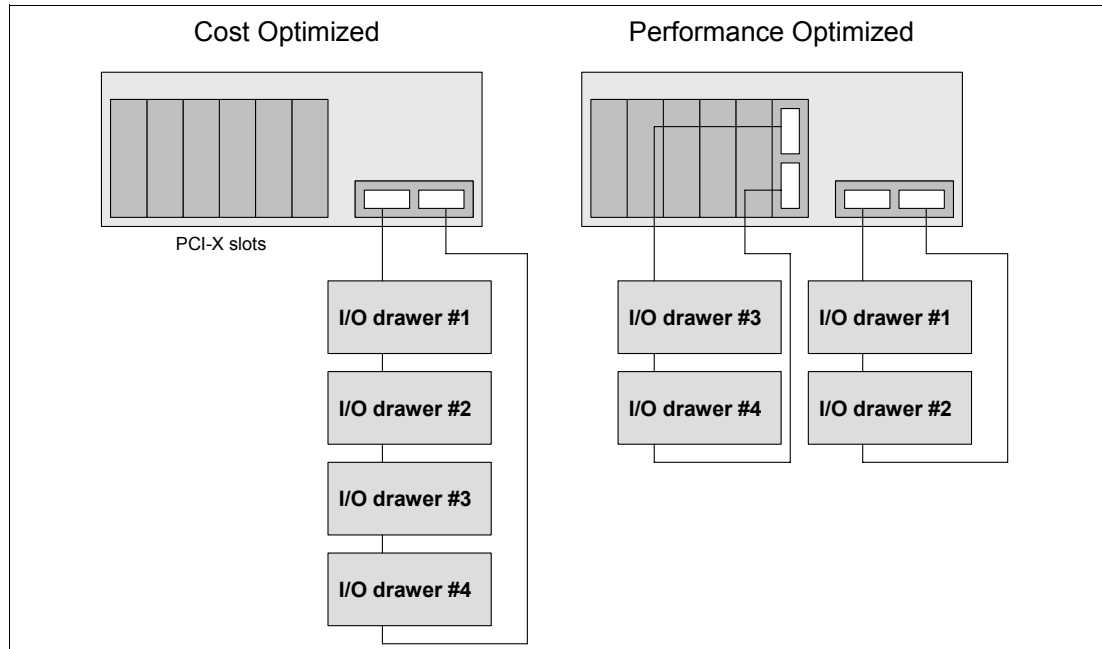 Cost Optimized
PCI-X slots
I/O drawer #1
I/O drawer #2
I/O drawer #3
I/O drawer #4
Performance Optimized
I/O drawer #3
I/O drawer #4
I/O drawer #1
I/O drawer #2